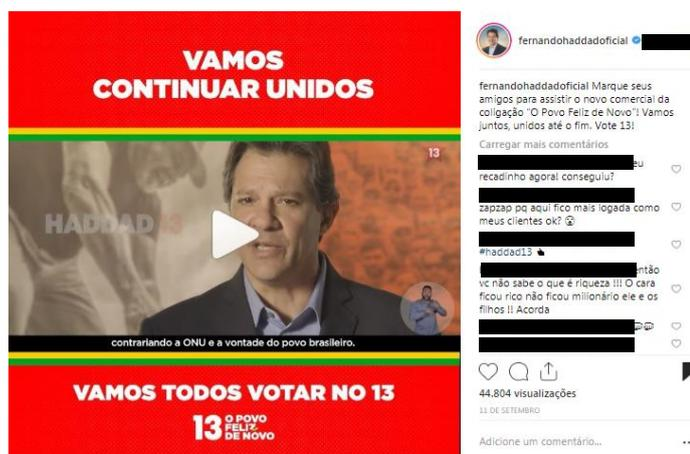 VAMOS
CONTINUAR UNIDOS
13
HADDAD 13
contrariando a ONU e a vontade do povo brasileiro.
VAMOS TODOS VOTAR NO 13
13 O POVO
FELIZ
DE NOVO
fernandohaddadoficial
fernandohaddadoficial Marque seus
amigos para assistir o novo comercial da
coligação "O Povo Feliz de Novo"! Vamos
juntos, unidos até o fim. Vote 13!
Carregar mais comentários
eu
recadinho agoral conseguiu?
zapzap pq aqui fico mais logada como
meus clientes ok?
#haddad13
então
vc não sabe o que é riqueza !!! O cara
ficou rico não ficou milionário ele e os
filhos !! Acorda
44.804 visualizações
11 DE SETEMBRO
Adicione um comentário...